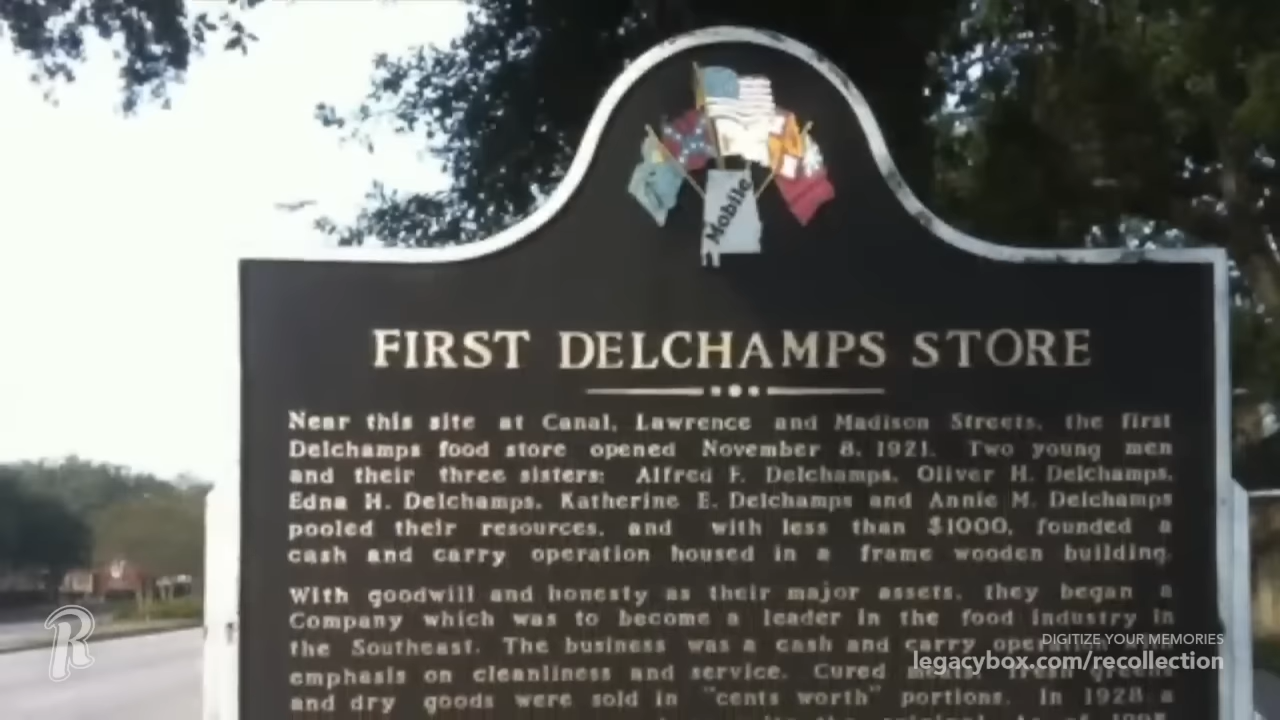 Mobile
FIRST DELCHAMPS STORE
Near this site at Canal, Lawrence and Madison Streets, the first
Delchamps food store opened November 8, 1921. Two young men
and their three sisters: Alfred F. Delchamps, Oliver H. Delchamps,
Edna H. Delchamps, Katherine E. Delchamps and Annie M. Delchamps
pooled their resources, and with less than $1000, founded a
cash and carry operation housed in a frame wooden building.
With goodwill and honesty as their major assets, they began a
Company which was to become a leader in the food industry in
the Southeast. The business was a cash and carry
emphasis on cleanliness and service. Cured
and dry goods were sold in "cents worth" portions. In 1928 a
R
DIGITIZE YOUR MEMORIES
legacybox.com/recollection